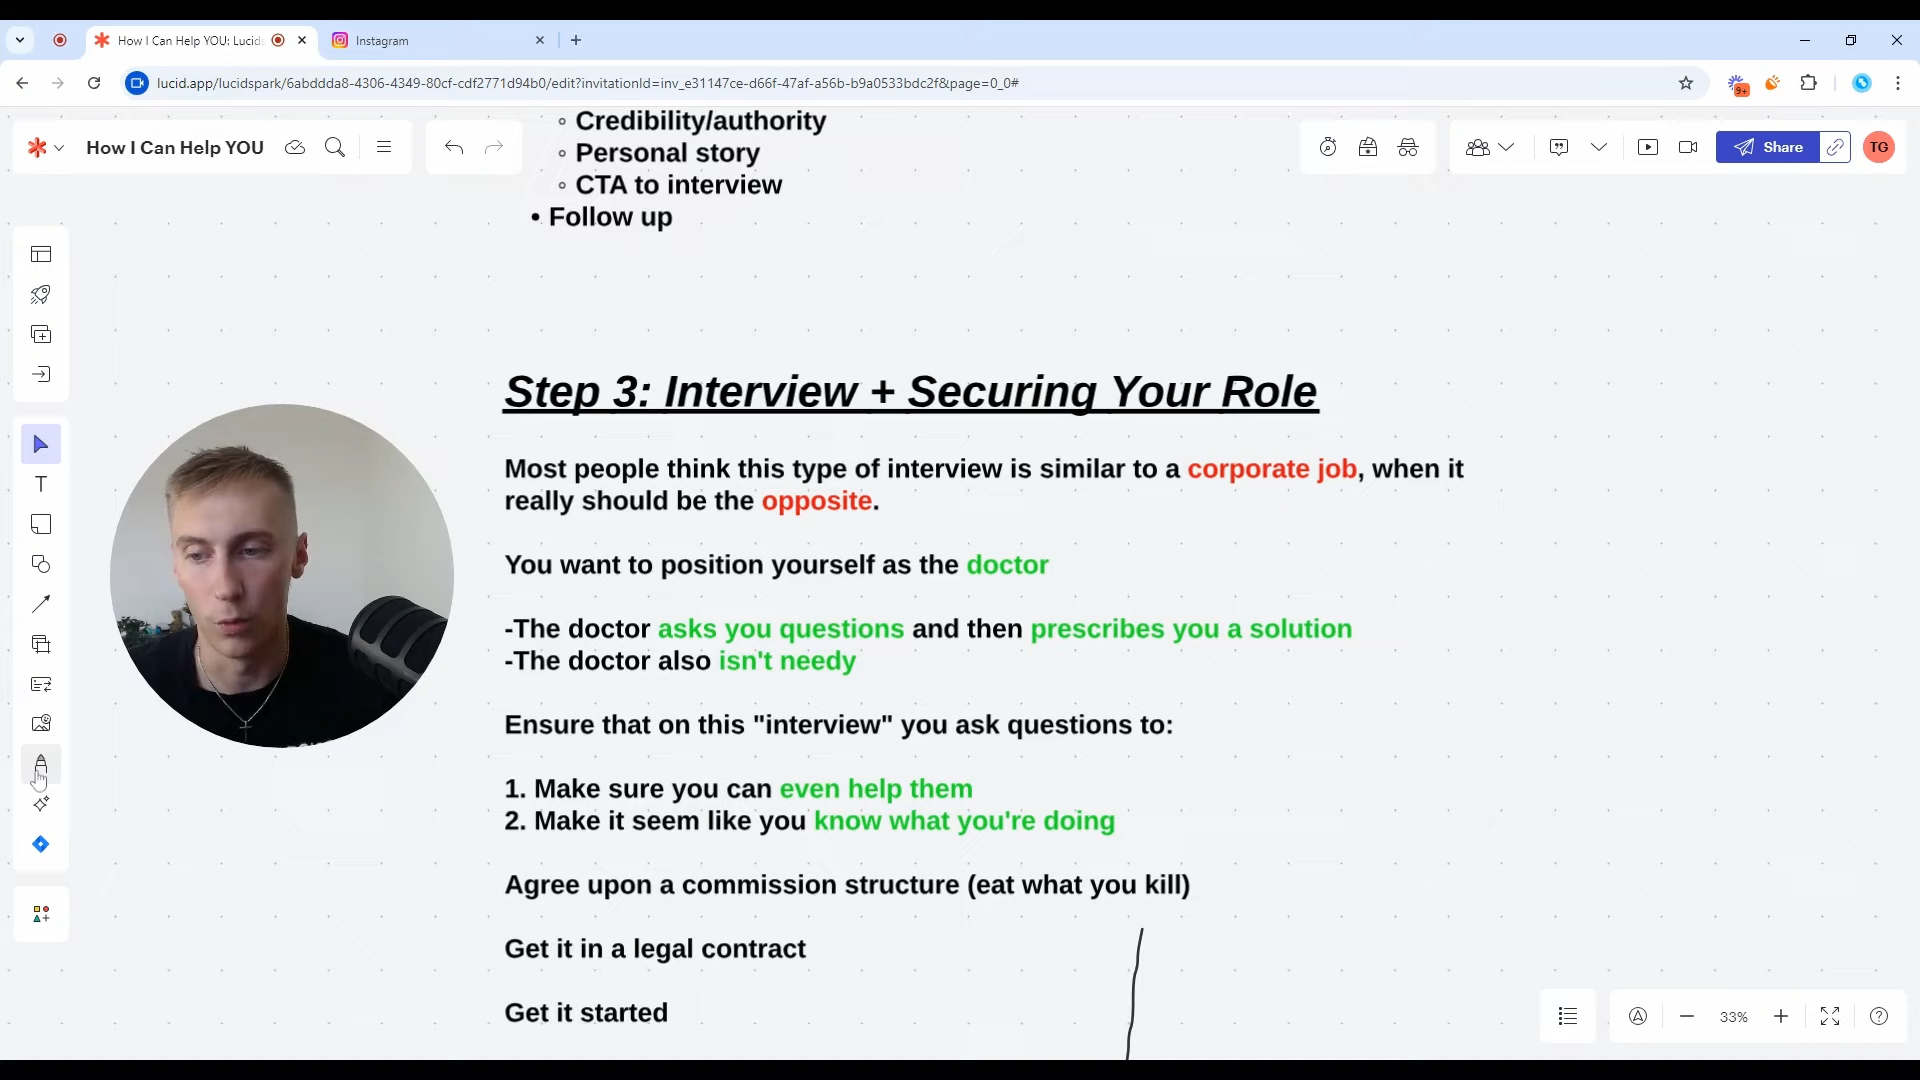 How I Can Help YOU: Lucids
Instagram
lucid.app/lucidspark/6abddda8-4306-4349-80cf-cdf2771d94b0/edit?invitationId=inv_e31147ce-d66f-47af-a56b-b9a0533bdc2f&page=0_0#
9+
How I Can Help YOU
Share
TG
◦ Credibility/authority
◦ Personal story
◦ CTA to interview
• Follow up
Step 3: Interview + Securing Your Role
Most people think this type of interview is similar to a corporate job, when it
really should be the opposite.
You want to position yourself as the doctor
-The doctor asks you questions and then prescribes you a solution
-The doctor also isn't needy
Ensure that on this "interview" you ask questions to:
1. Make sure you can even help them
2. Make it seem like you know what you're doing
Agree upon a commission structure (eat what you kill)
Get it in a legal contract
Get it started
33%